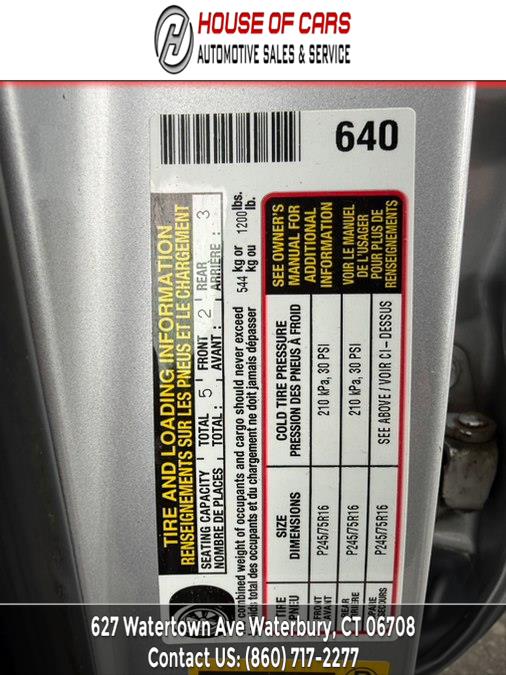 HOUSE OF CARS
AUTOMOTIVE SALES & SERVICE
640
TIRE AND LOADING INFORMATION
RENSEIGNEMENTS SUR LES PNEUS ET LE CHARGEMENT
SEATING CAPACITY TOTAL 5 FRONT 2 REAR 3
NOMBRE DE PLACES TOTAL : AVANT : ARRIÈRE :
combined weight of occupants and cargo should never exceed 544 kg or 1200 lbs.
total des occupants et du chargement ne doit jamais dépasser kg ou lb.
TIRE SIZE COLD TIRE PRESSURE SEE OWNER'S
PNEU DIMENSIONS PRESSION DES PNEUS À FROID MANUAL FOR
ADDITIONAL
INFORMATION
VOIR LE MANUEL
DE L'USAGER
POUR PLUS DE
RENSEIGNEMENTS
FRONT P245/75R16 210 kPa, 30 PSI
AVANT
REAR P245/75R16 210 kPa, 30 PSI
P245/75R16 SEE ABOVE / VOIR CI-DESSUS
627 Watertown Ave Waterbury, CT 06708
Contact US: (860) 717-2277